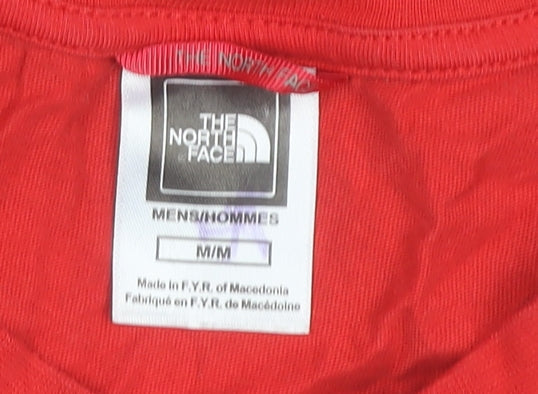 THE NORTH FAC
THE
NORTH
FACE
MENS/HOMMES
M/M
Made in F.Y.R. of Macedonia
Fabriqué en F.Y.R. de Macédoine